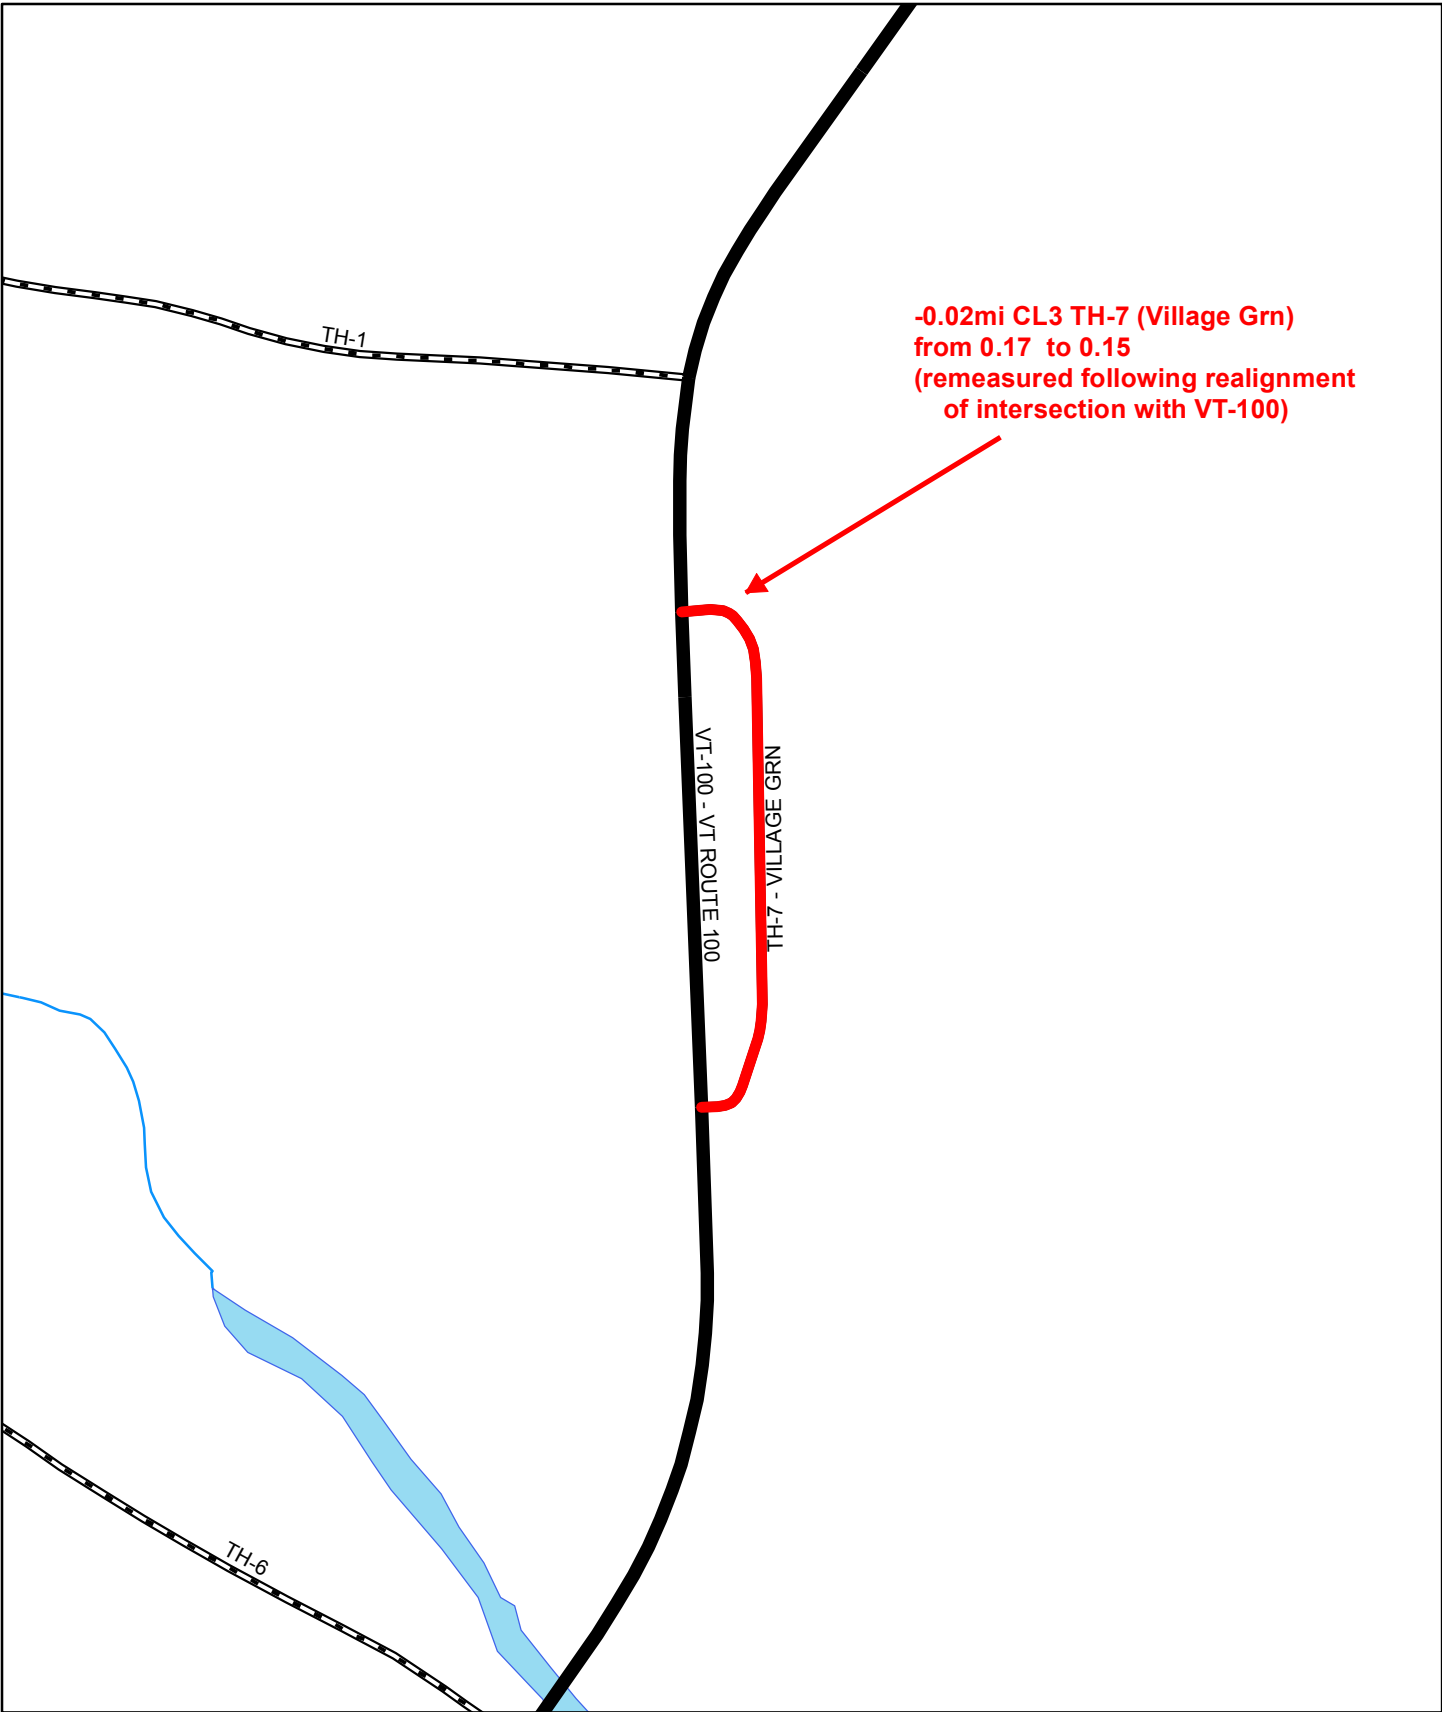 -0.02mi CL3 TH-7 (Village Grn)
from 0.17 to 0.15
(remeasured following realignment
of intersection with VT-100)
TH-1
VT-100 - VT ROUTE 100
TH-7 - VILLAGE GRN
TH-6